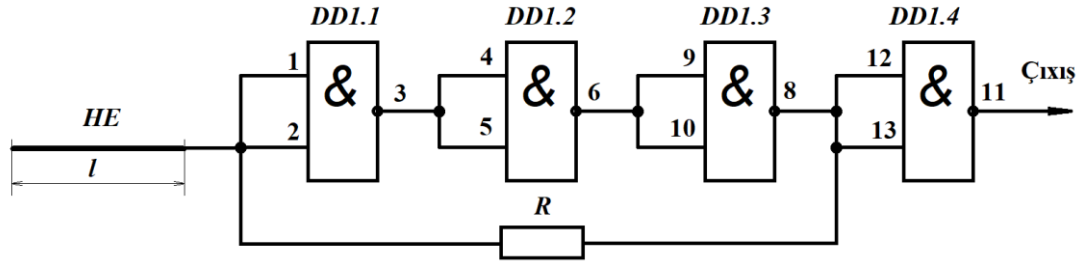 DD1.1 DD1.2 DD1.3 DD1.4
1 & 3 4 & 6 9 & 8 12 & 11 Çıxış
HE 2 5 10 13
l
R